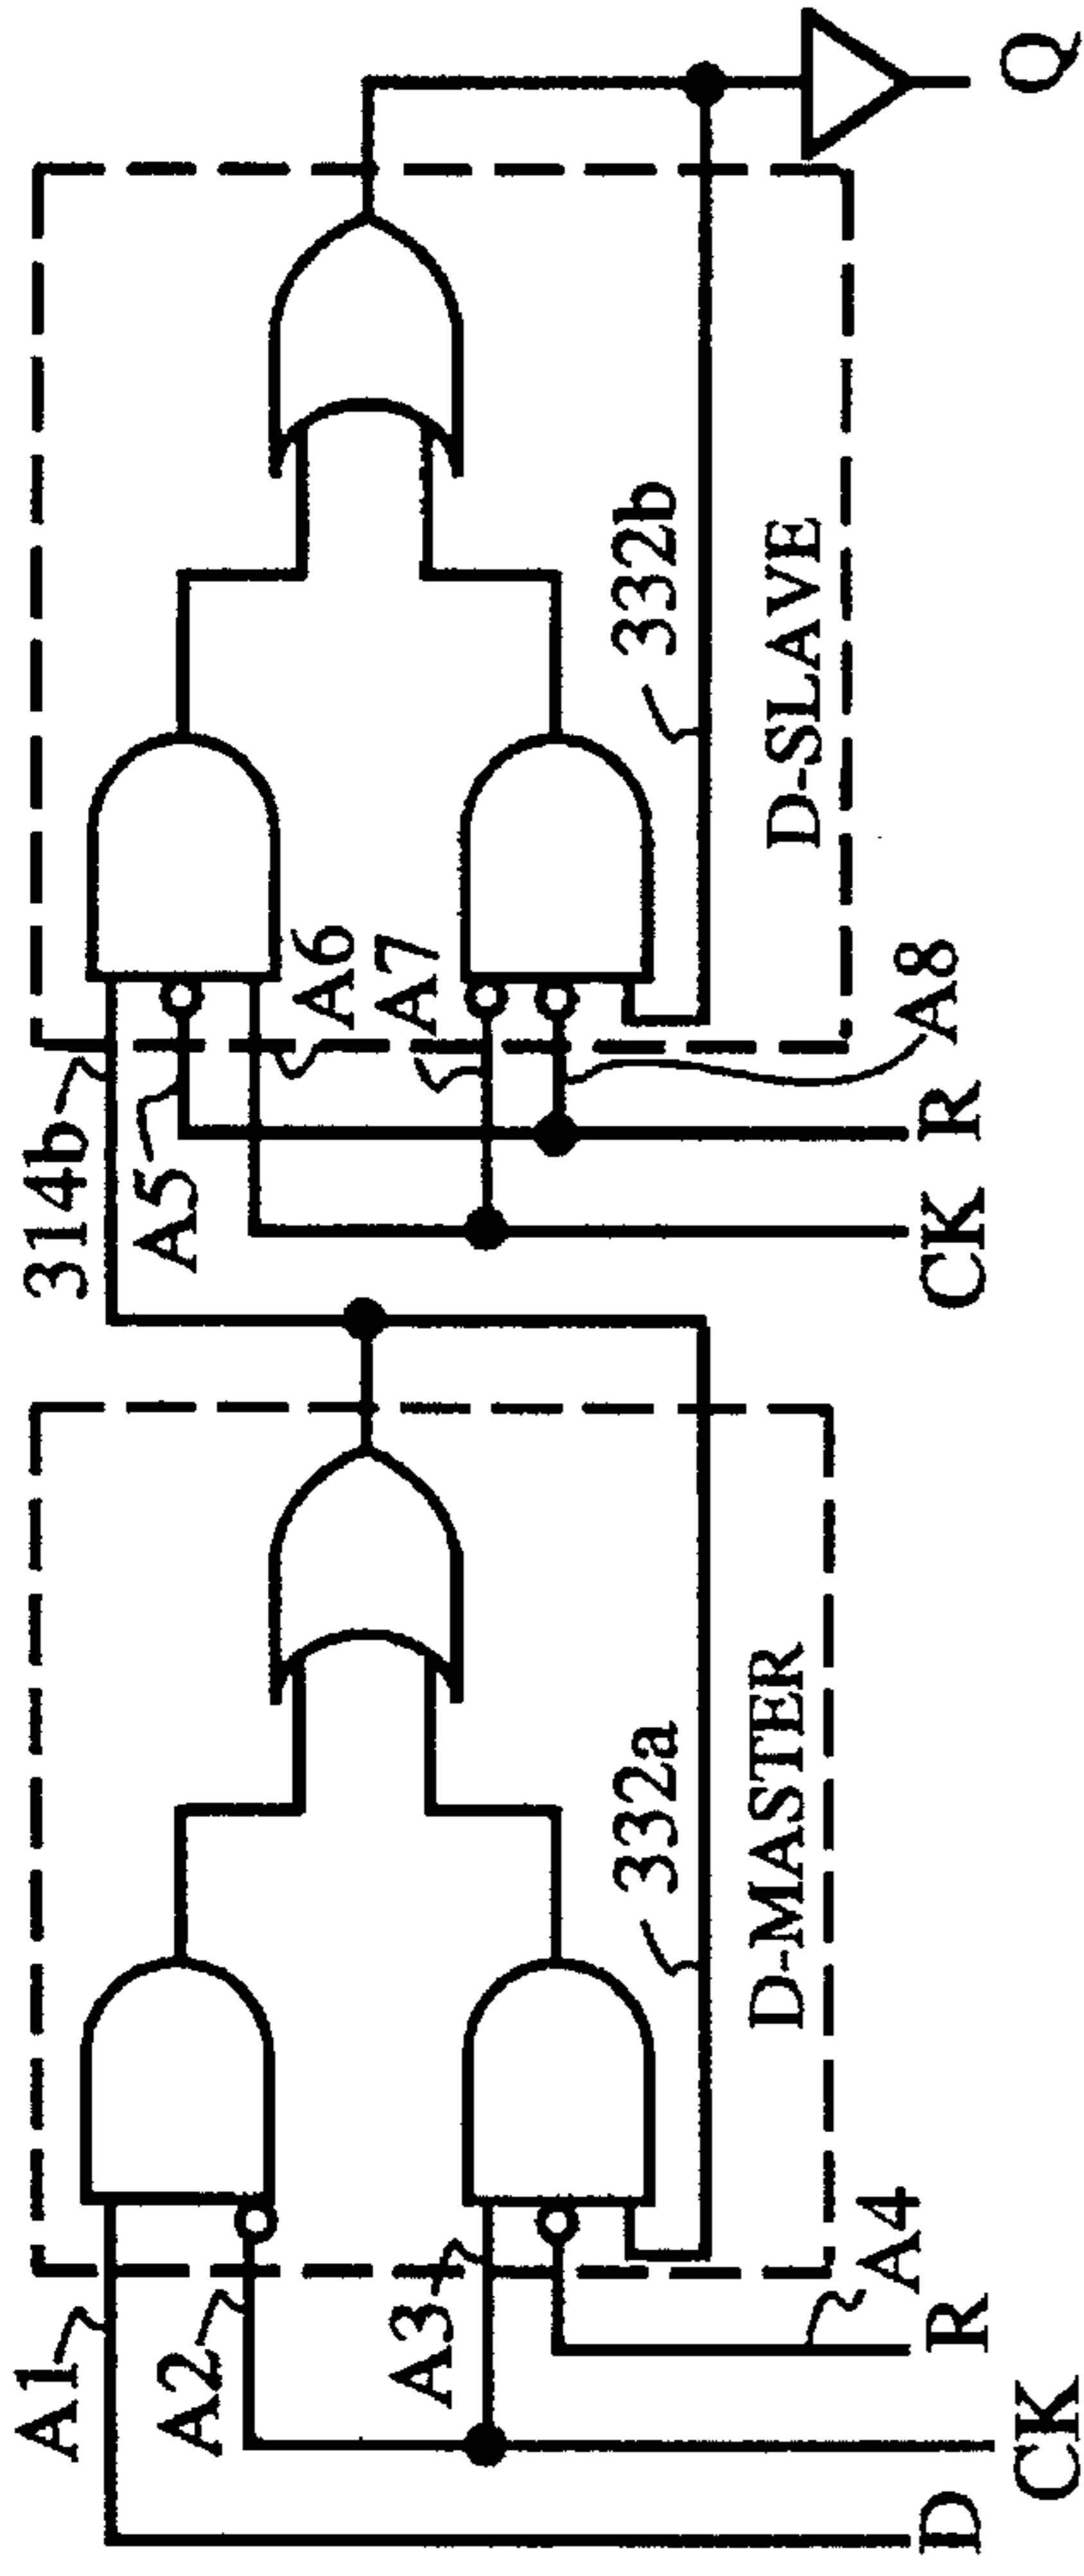 A1
A2
A3
332a
D-MASTER
A4
D
CK
R
314b
A5
A6
A7
332b
D-SLAVE
A8
CK
R
Q